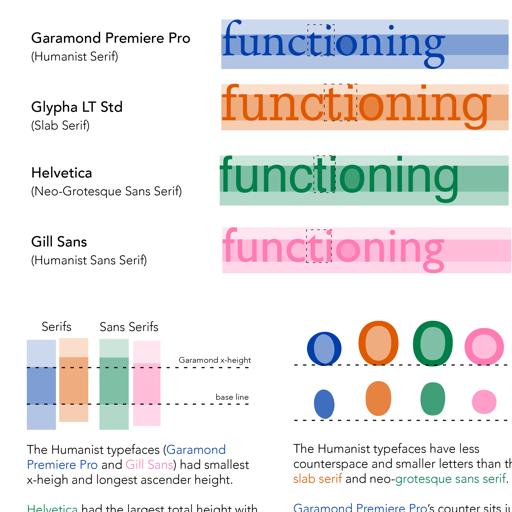 Garamond Premiere Pro
(Humanist Serif)
functioning
Glypha LT Std
(Slab Serif)
functioning
Helvetica
(Neo-Grotesque Sans Serif)
functioning
Gill Sans
(Humanist Sans Serif)
functioning
Serifs
Sans Serifs
Garamond x-height
base line
The Humanist typefaces (Garamond
Premiere Pro and Gill Sans) had smallest
x-heigh and longest ascender height.
Helvetica had the largest total height with
o o o o
The Humanist typefaces have less
counterspace and smaller letters than
slab serif and neo-grotesque sans serif.
Garamond Premiere Pro's counter sits